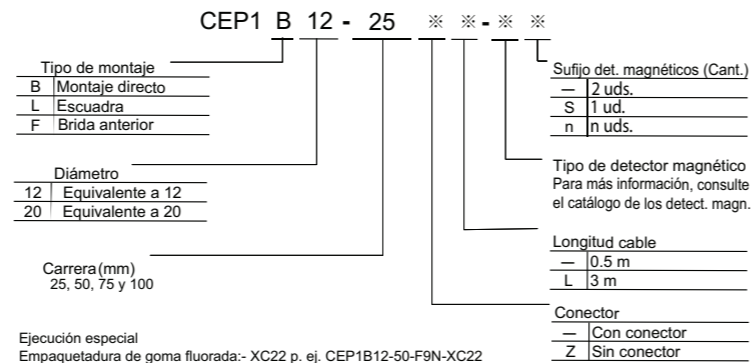 CEP1 B 12 - 25 ※ ※ - ※ ※
Tipo de montaje
B Montaje directo
L Escuadra
F Brida anterior
Diámetro
12 Equivalente a 12
20 Equivalente a 20
Carrera(mm)
25, 50, 75 y 100
Sufijo det. magnéticos (Cant.)
— 2 uds.
S 1 ud.
n n uds.
Tipo de detector magnético
Para más información, consulte
el catálogo de los detect. magn.
Longitud cable
— 0.5 m
L 3 m
Conector
— Con conector
Z Sin conector
Ejecución especial
Empaquetadura de goma fluorada:- XC22 p. ej. CEP1B12-50-F9N-XC22